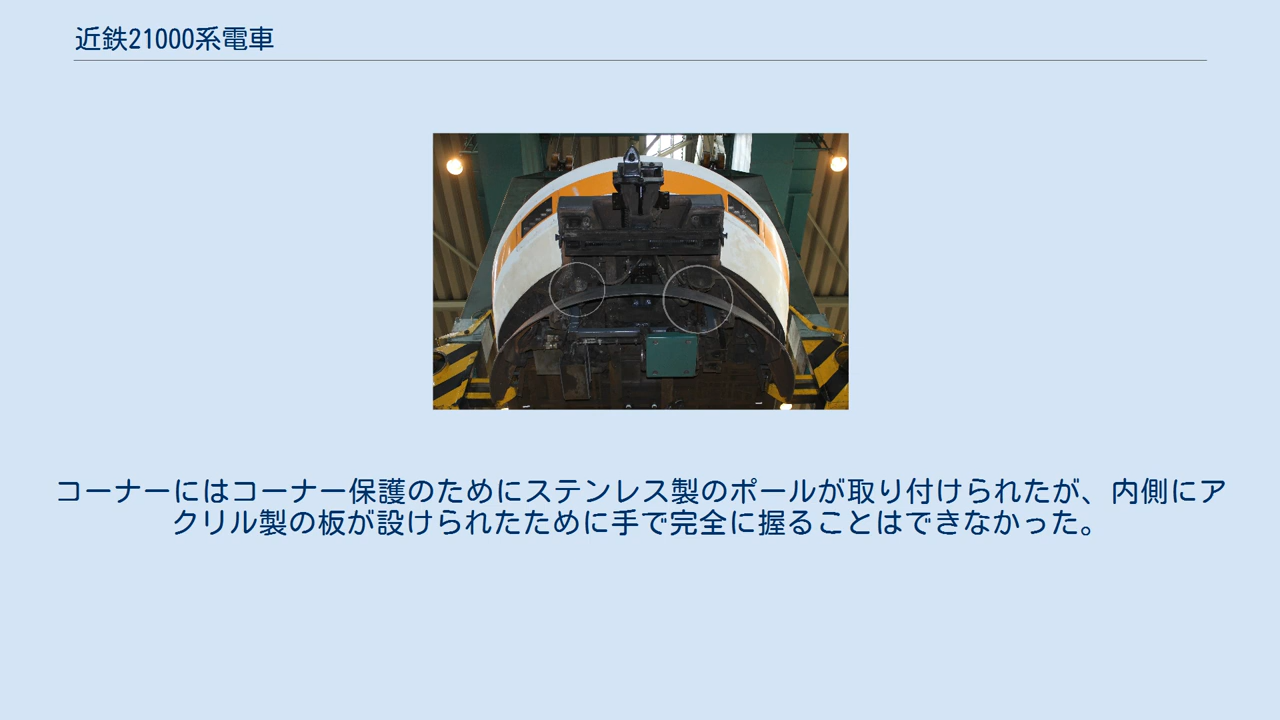 近鉄21000系電車
コーナーにはコーナー保護のためにステンレス製のポールが取り付けられたが、内側にア
クリル製の板が設けられたために手で完全に握ることはできなかった。